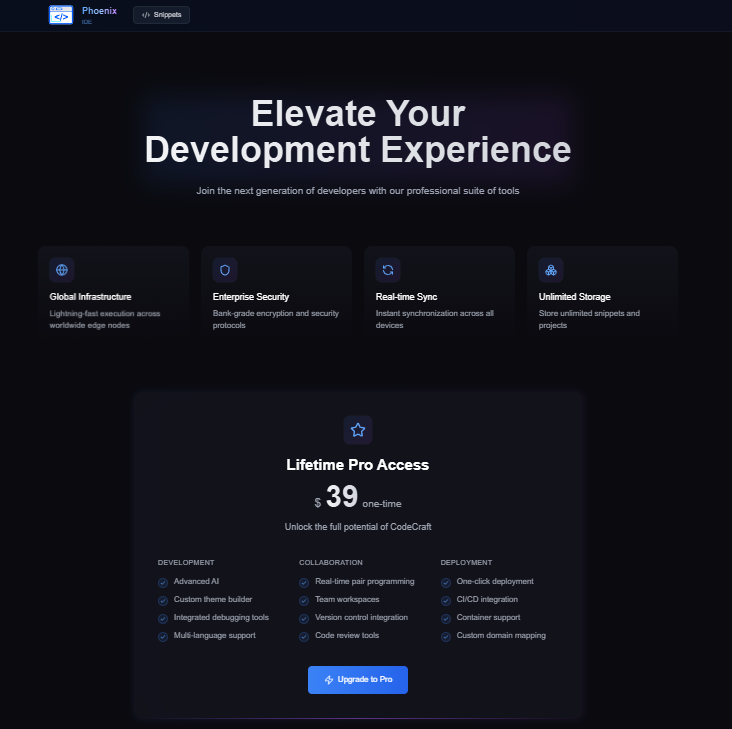 </>
Phoenix
IDE
</> Snippets
Elevate Your
Development Experience
Join the next generation of developers with our professional suite of tools
Global Infrastructure
Lightning-fast execution across
worldwide edge nodes
Enterprise Security
Bank-grade encryption and security
protocols
Real-time Sync
Instant synchronization across all
devices
Unlimited Storage
Store unlimited snippets and
projects
Lifetime Pro Access
$ 39 one-time
Unlock the full potential of CodeCraft
DEVELOPMENT
Advanced AI
Custom theme builder
Integrated debugging tools
Multi-language support
COLLABORATION
Real-time pair programming
Team workspaces
Version control integration
Code review tools
DEPLOYMENT
One-click deployment
CI/CD integration
Container support
Custom domain mapping
Upgrade to Pro